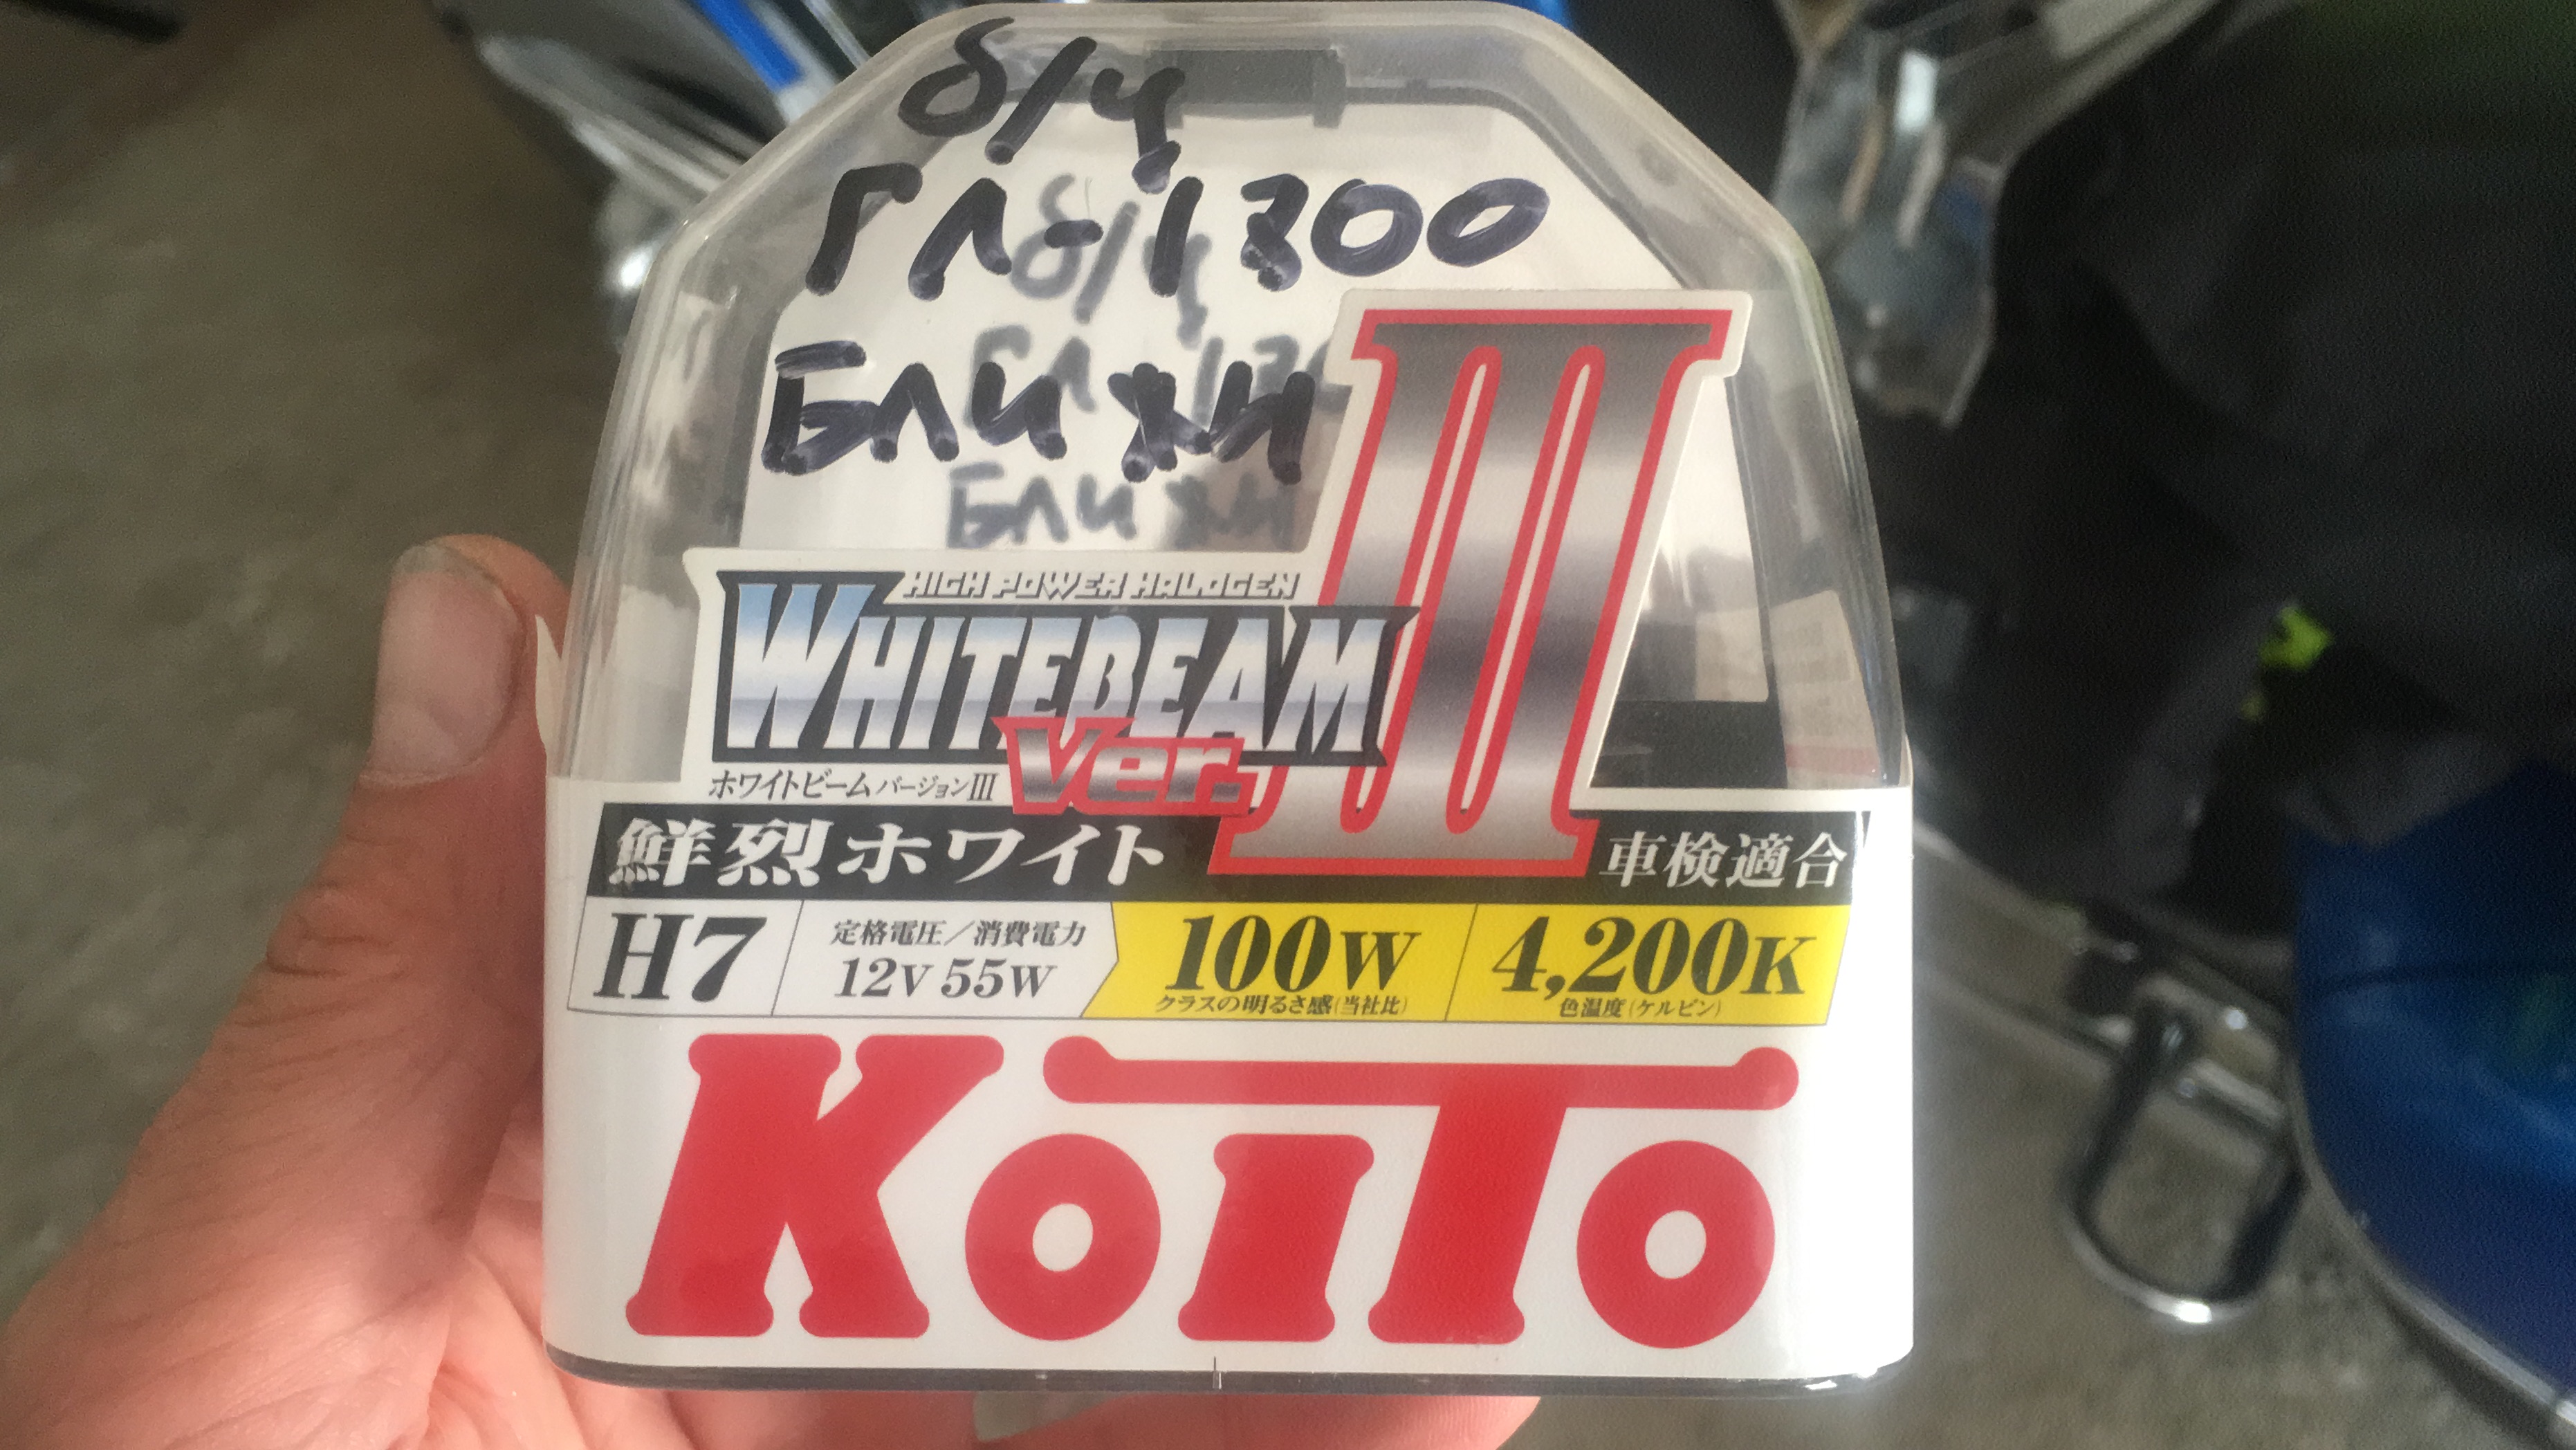 б/ч
ГЛ-1300
Ближн
HIGH POWER HALOGEN
WHITEBEAM III
Ver.
ホワイトビーム バージョンIII
鮮烈ホワイト
車検適合
H7
定格電圧／消費電力
12V 55W
100W
クラスの明るさ感(当社比)
4,200K
色温度(ケルビン)
KoiTo